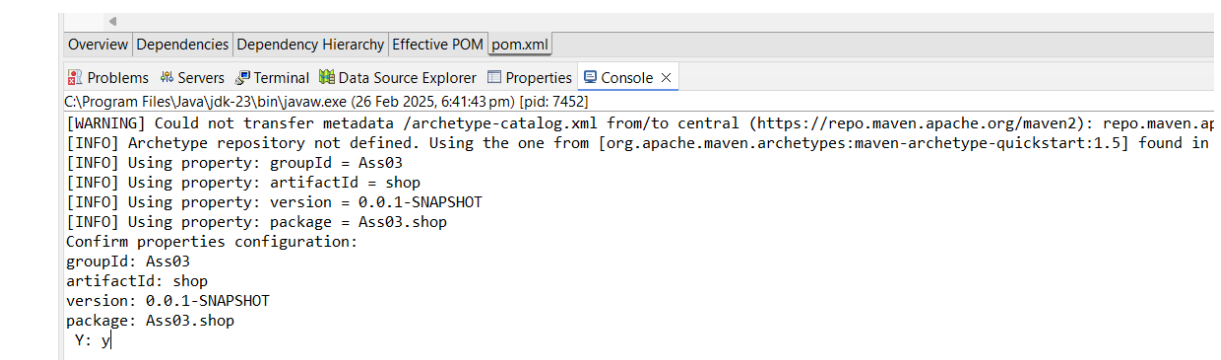 Overview Dependencies Dependency Hierarchy Effective POM pom.xml
Problems Servers Terminal Data Source Explorer Properties Console ×
C:\Program Files\Java\jdk-23\bin\javaw.exe (26 Feb 2025, 6:41:43 pm) [pid: 7452]
[WARNING] Could not transfer metadata /archetype-catalog.xml from/to central (https://repo.maven.apache.org/maven2): repo.maven.ap
[INFO] Archetype repository not defined. Using the one from [org.apache.maven.archetypes:maven-archetype-quickstart:1.5] found in
[INFO] Using property: groupId = Ass03
[INFO] Using property: artifactId = shop
[INFO] Using property: version = 0.0.1-SNAPSHOT
[INFO] Using property: package = Ass03.shop
Confirm properties configuration:
groupId: Ass03
artifactId: shop
version: 0.0.1-SNAPSHOT
package: Ass03.shop
Y: y